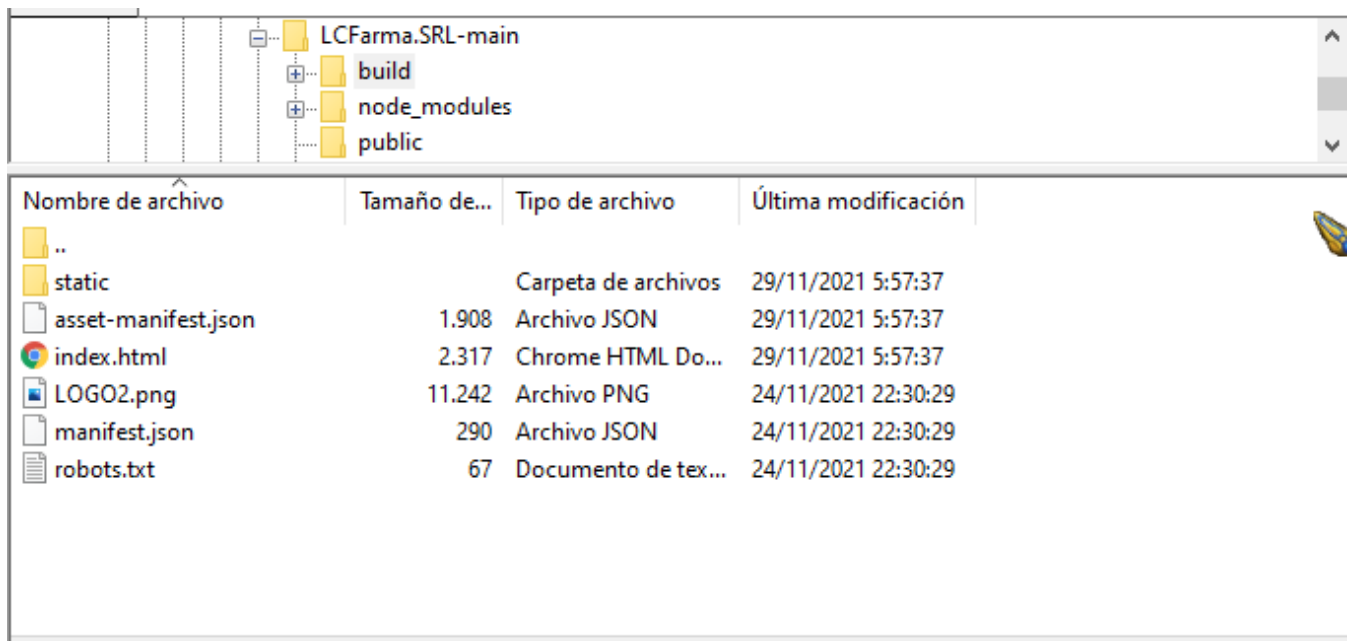 LCFarma.SRL-main
build
node_modules
public
Nombre de archivo Tamaño de... Tipo de archivo Última modificación
..
static Carpeta de archivos 29/11/2021 5:57:37
asset-manifest.json 1.908 Archivo JSON 29/11/2021 5:57:37
index.html 2.317 Chrome HTML Do... 29/11/2021 5:57:37
LOGO2.png 11.242 Archivo PNG 24/11/2021 22:30:29
manifest.json 290 Archivo JSON 24/11/2021 22:30:29
robots.txt 67 Documento de tex... 24/11/2021 22:30:29